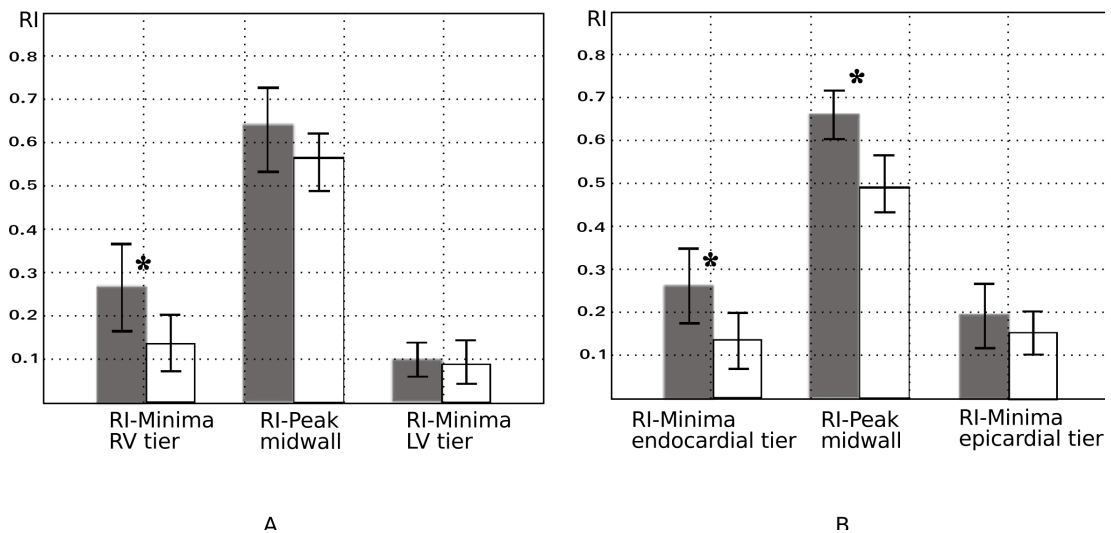 RI
0.8
0.7
0.6
0.5
0.4
0.3
0.2
0.1
*
RI-Minima
RV tier
RI-Peak
midwall
RI-Minima
LV tier
A
RI
0.8
0.7
0.6
0.5
0.4
0.3
0.2
0.1
*
*
RI-Minima
endocardial tier
RI-Peak
midwall
RI-Minima
epicardial tier
B